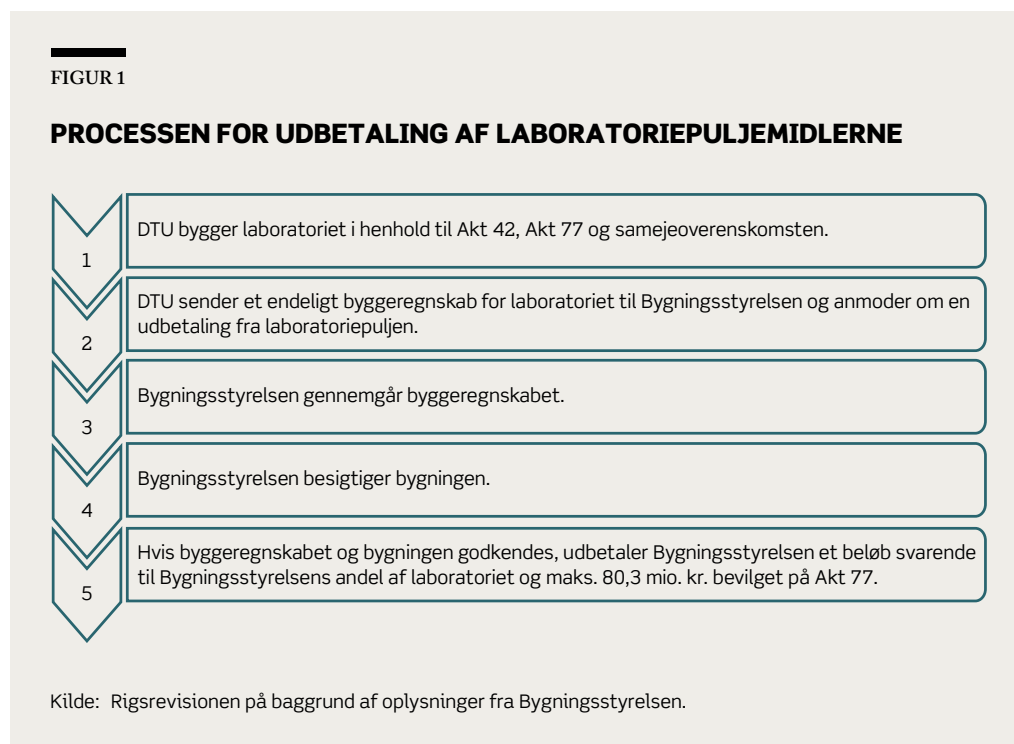 FIGUR 1
PROCESSEN FOR UDBETALING AF LABORATORIEPULJEMIDLERNE
1
DTU bygger laboratoriet i henhold til Akt 42, Akt 77 og samejeoverenskomsten.
2
DTU sender et endeligt byggeregnskab for laboratoriet til Bygningsstyrelsen og anmoder om en
udbetaling fra laboratoriepuljen.
3
Bygningsstyrelsen gennemgår byggeregnskabet.
4
Bygningsstyrelsen besigtiger bygningen.
5
Hvis byggeregnskabet og bygningen godkendes, udbetaler Bygningsstyrelsen et beløb svarende
til Bygningsstyrelsens andel af laboratoriet og maks. 80,3 mio. kr. bevilget på Akt 77.
Kilde: Rigsrevisionen på baggrund af oplysninger fra Bygningsstyrelsen.